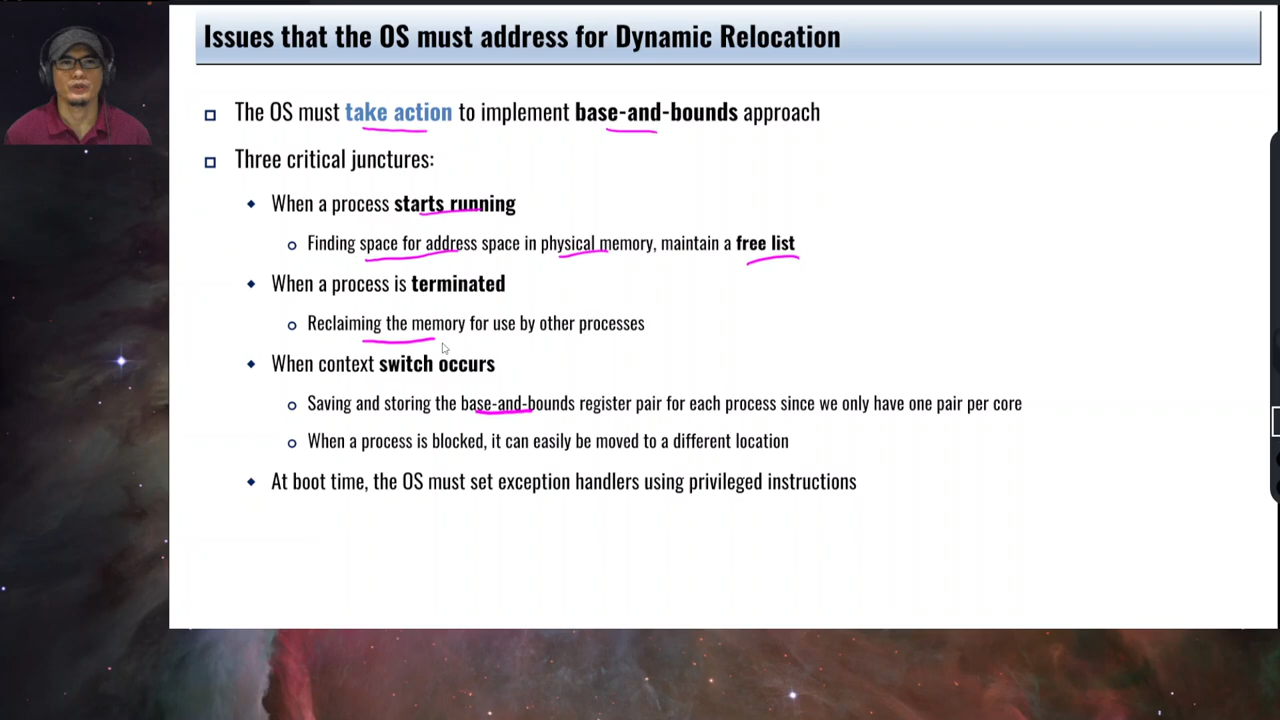 Issues that the OS must address for Dynamic Relocation
The OS must take action to implement base-and-bounds approach
Three critical junctures:
When a process starts running
Finding space for address space in physical memory, maintain a free list
When a process is terminated
Reclaiming the memory for use by other processes
When context switch occurs
Saving and storing the base-and-bounds register pair for each process since we only have one pair per core
When a process is blocked, it can easily be moved to a different location
At boot time, the OS must set exception handlers using privileged instructions